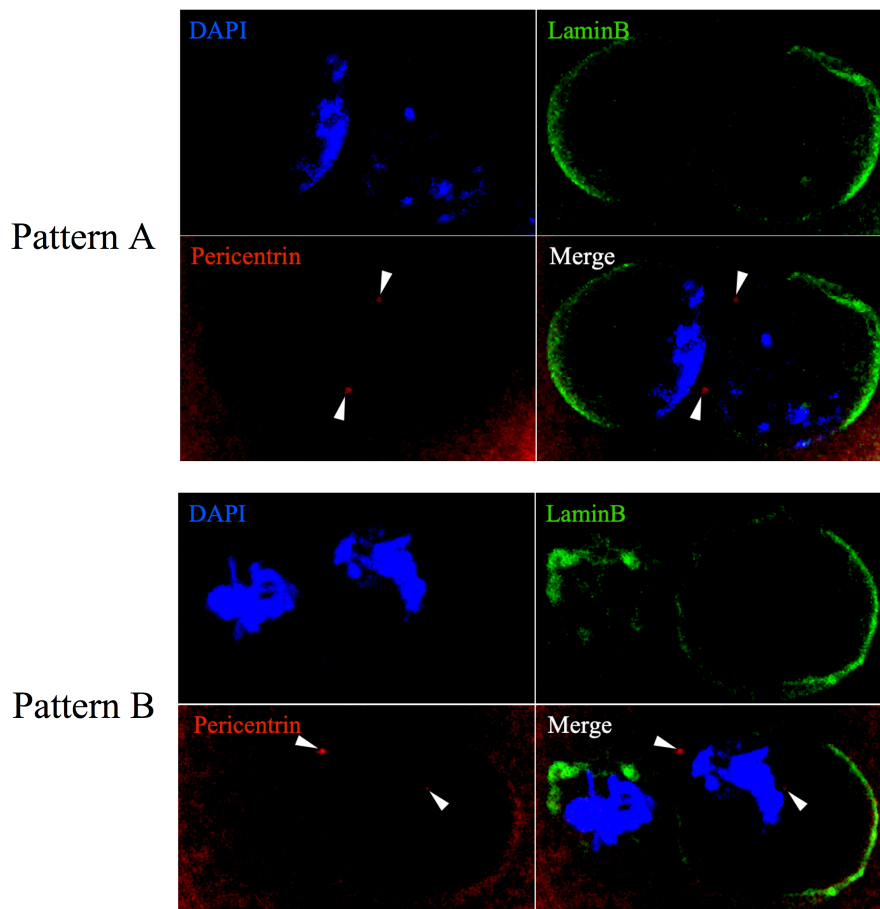 DAPI
LaminB
Pattern A
Pericentrin
Merge
DAPI
LaminB
Pattern B
Pericentrin
Merge